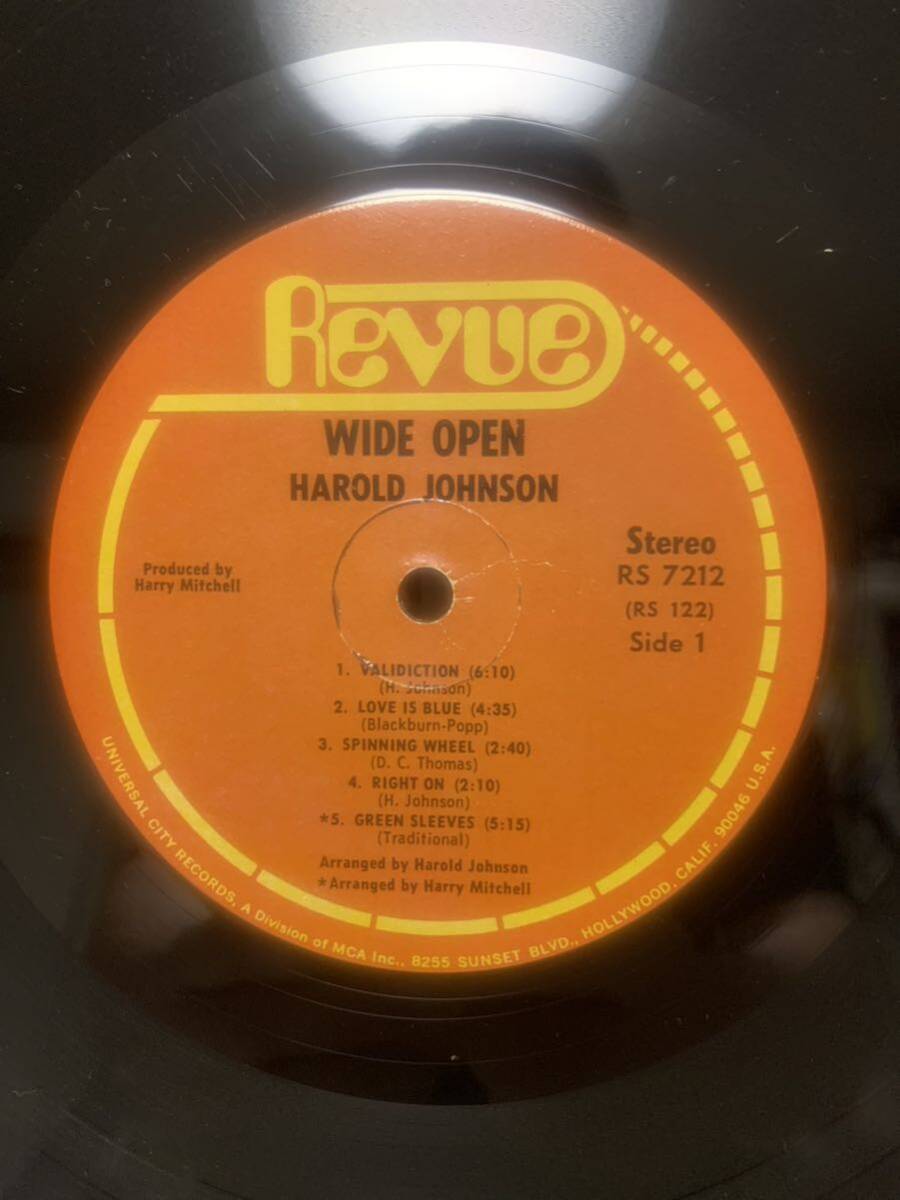 Revue
WIDE OPEN
HAROLD JOHNSON
Produced by
Harry Mitchell
Stereo
RS 7212
(RS 122)
Side 1
1. VALIDICTION (6:10)
(H. Johnson)
2. LOVE IS BLUE (4:35)
(Blackburn-Popp)
3. SPINNING WHEEL (2:40)
(D. C. Thomas)
4. RIGHT ON (2:10)
(H. Johnson)
*5. GREEN SLEEVES (5:15)
(Traditional)
Arranged by Harold Johnson
*Arranged by Harry Mitchell
UNIVERSAL CITY RECORDS, A Division of MCA Inc., 8255 SUNSET BLVD., HOLLYWOOD, CALIF. 90046 U.S.A.